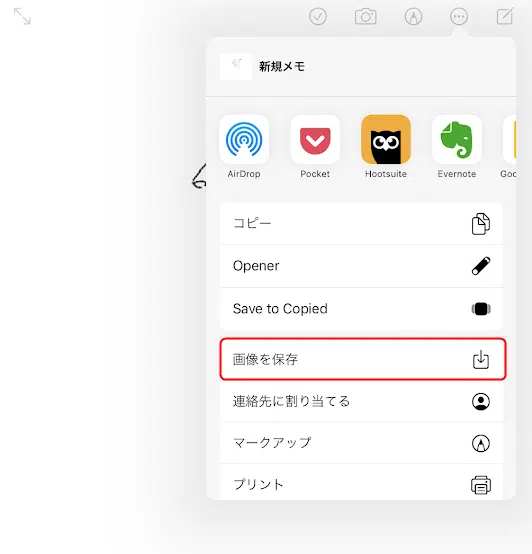 新規メモ
AirDrop
Pocket
Hootsuite
Evernote
Goo
コピー
Opener
Save to Copied
画像を保存
連絡先に割り当てる
マークアップ
プリント